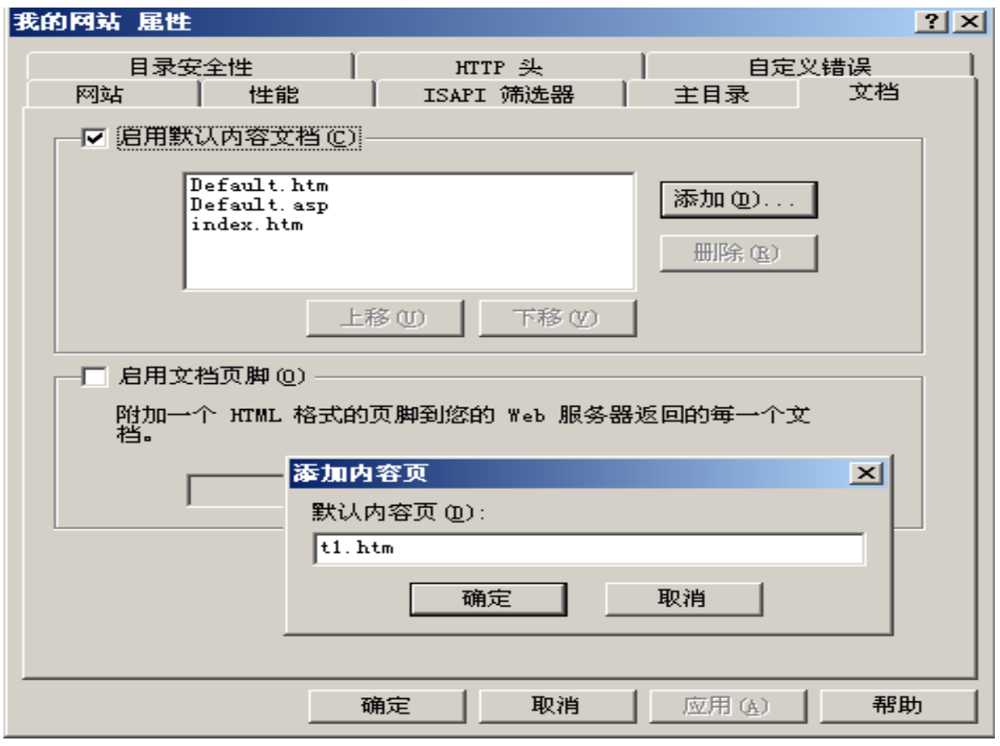 我的网站 属性
目录安全性 HTTP 头 自定义错误
网站 性能 ISAPI 筛选器 主目录 文档
启用默认内容文档(C)
Default.htm
Default.asp
index.htm
添加(D)...
删除(R)
上移(U) 下移(V)
启用文档页脚(O)
附加一个 HTML 格式的页脚到您的 Web 服务器返回的每一个文
档。
添加内容页
默认内容页(D):
t1.htm
确定 取消
确定 取消 应用(A) 帮助